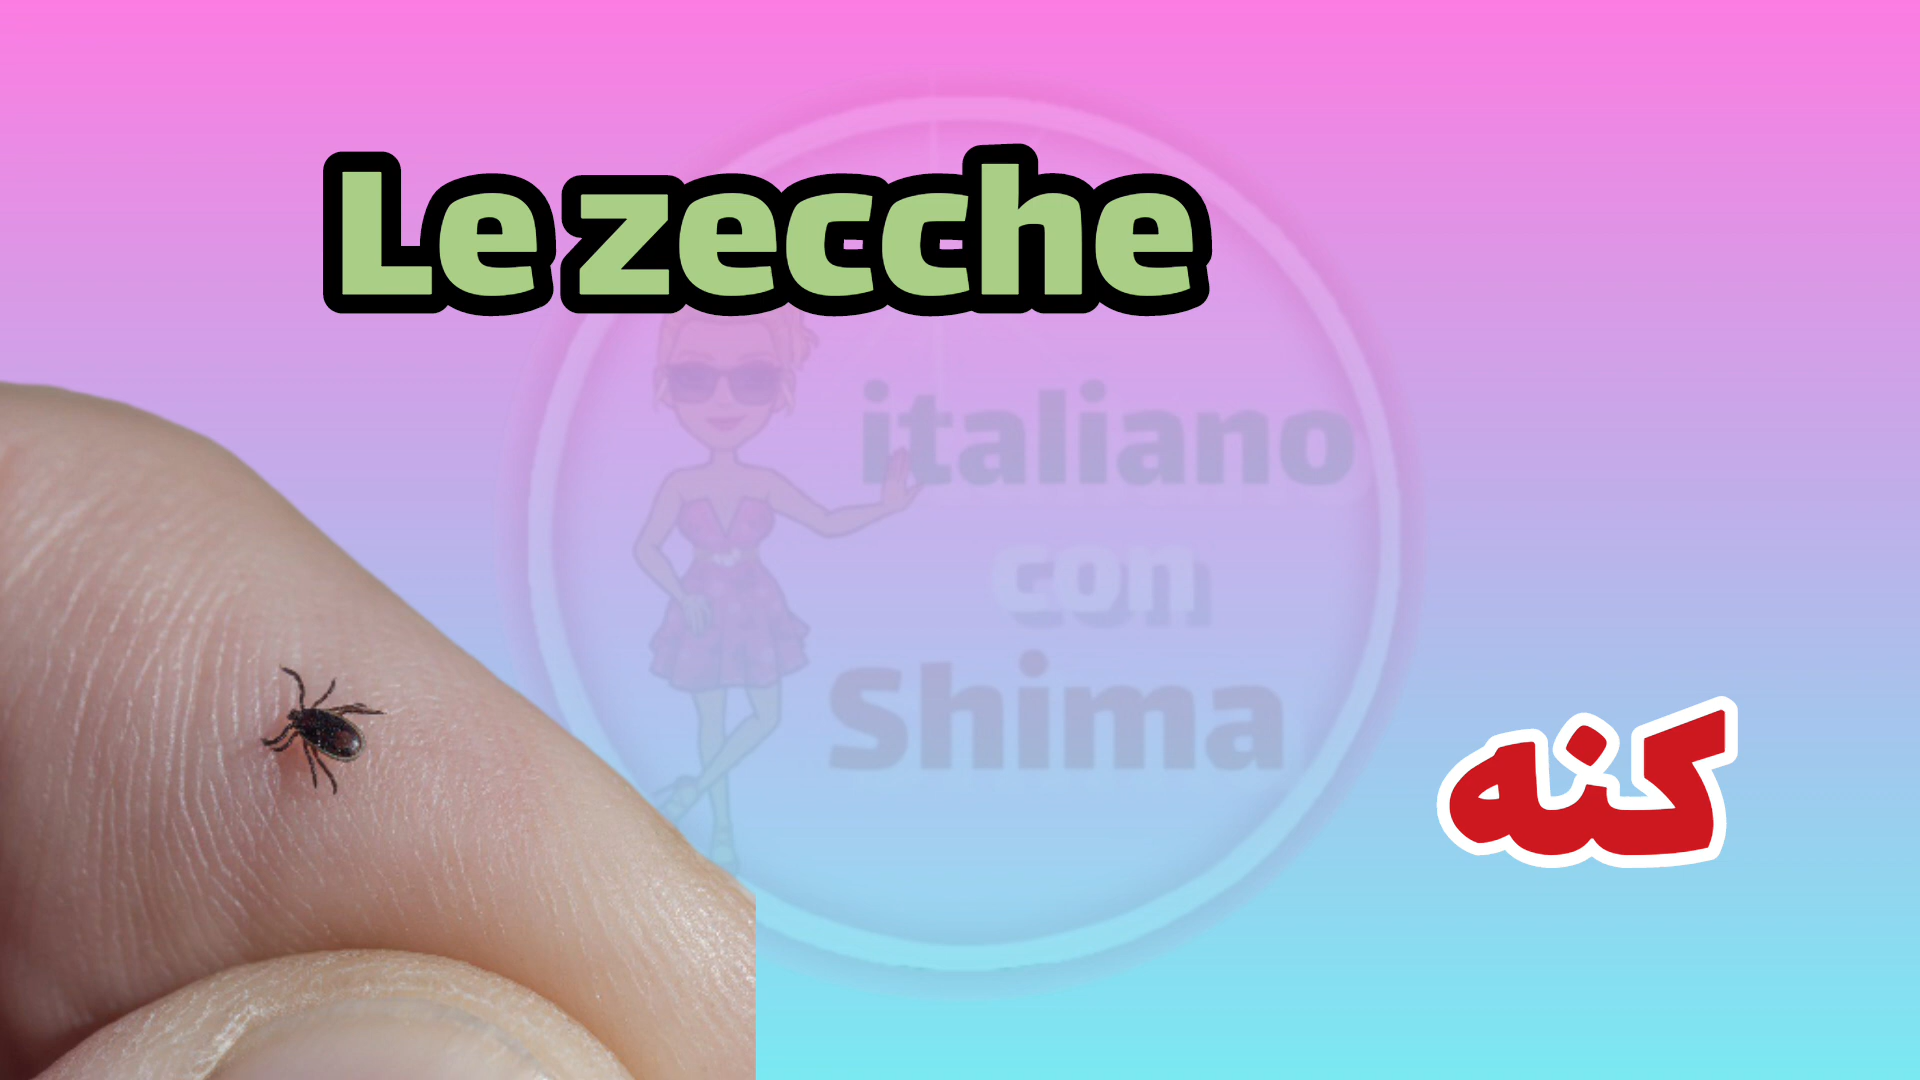 Le zecche
italiano
con
Shima
کنه